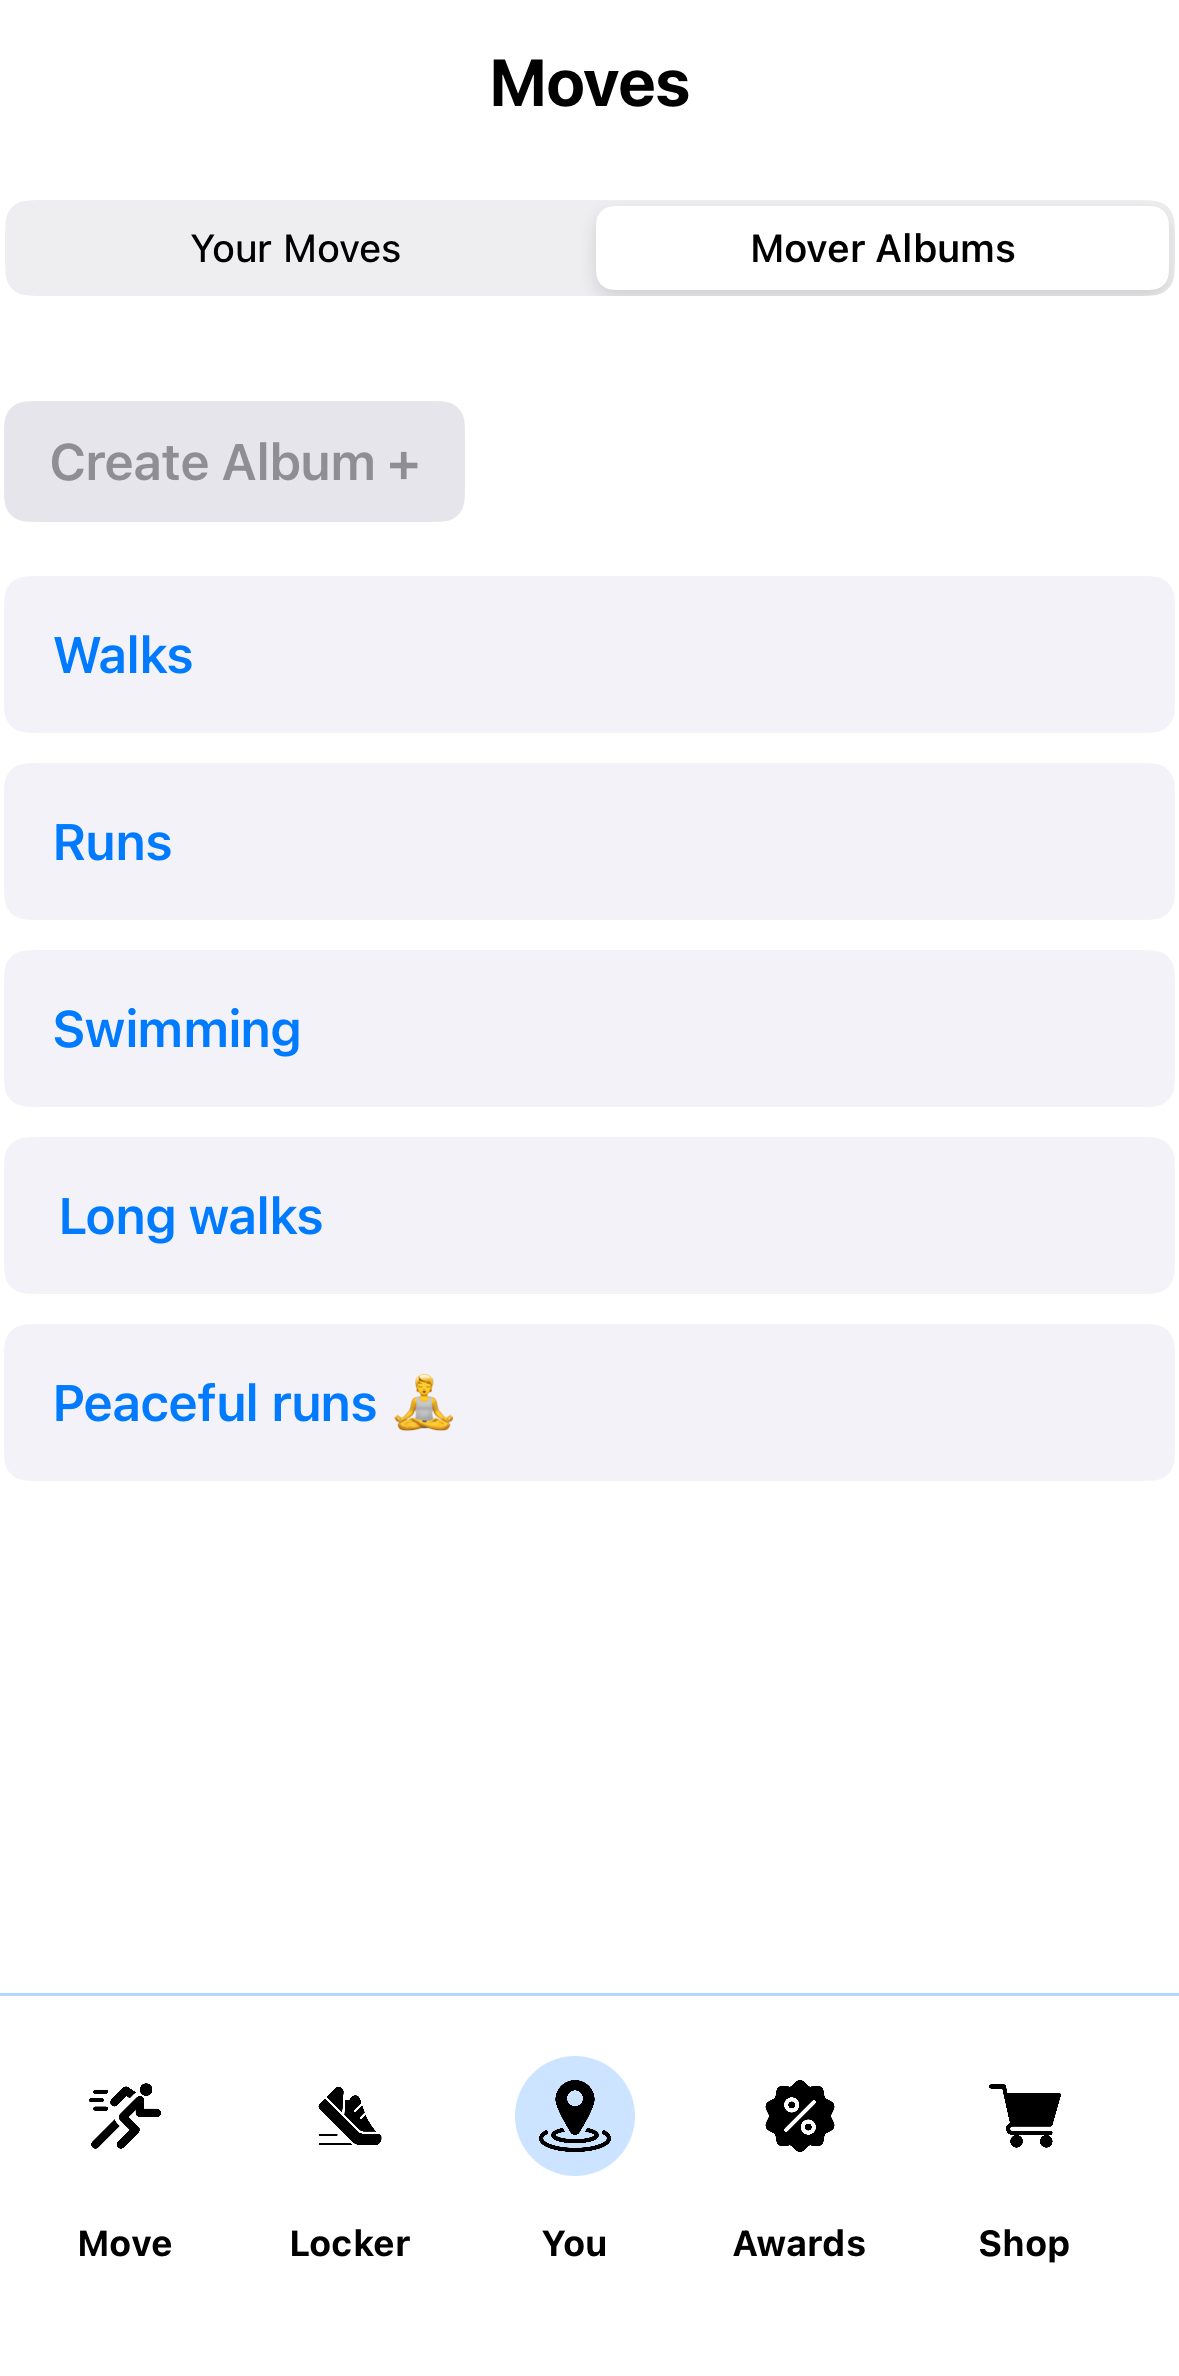 Moves
Your Moves
Mover Albums
Create Album +
Walks
Runs
Swimming
Long walks
Peaceful runs 🧘
Move
Locker
You
Awards
Shop